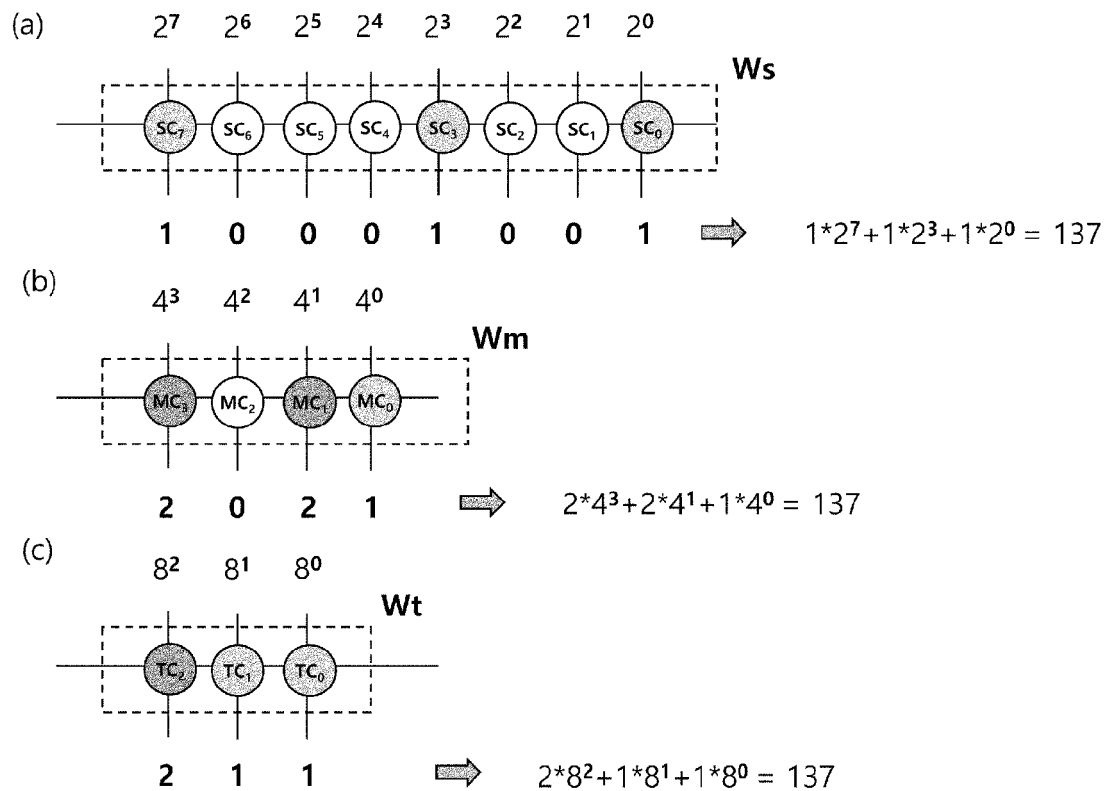 (a) 2⁷ 2⁶ 2⁵ 2⁴ 2³ 2² 2¹ 2⁰
Ws
SC₇ SC₆ SC₅ SC₄ SC₃ SC₂ SC₁ SC₀
1 0 0 0 1 0 0 1 1*2⁷+1*2³+1*2⁰ = 137
(b)
4³ 4² 4¹ 4⁰
Wm
MC₃ MC₂ MC₁ MC₀
2 0 2 1 2*4³+2*4¹+1*4⁰ = 137
(c)
8² 8¹ 8⁰
Wt
TC₂ TC₁ TC₀
2 1 1 2*8²+1*8¹+1*8⁰ = 137